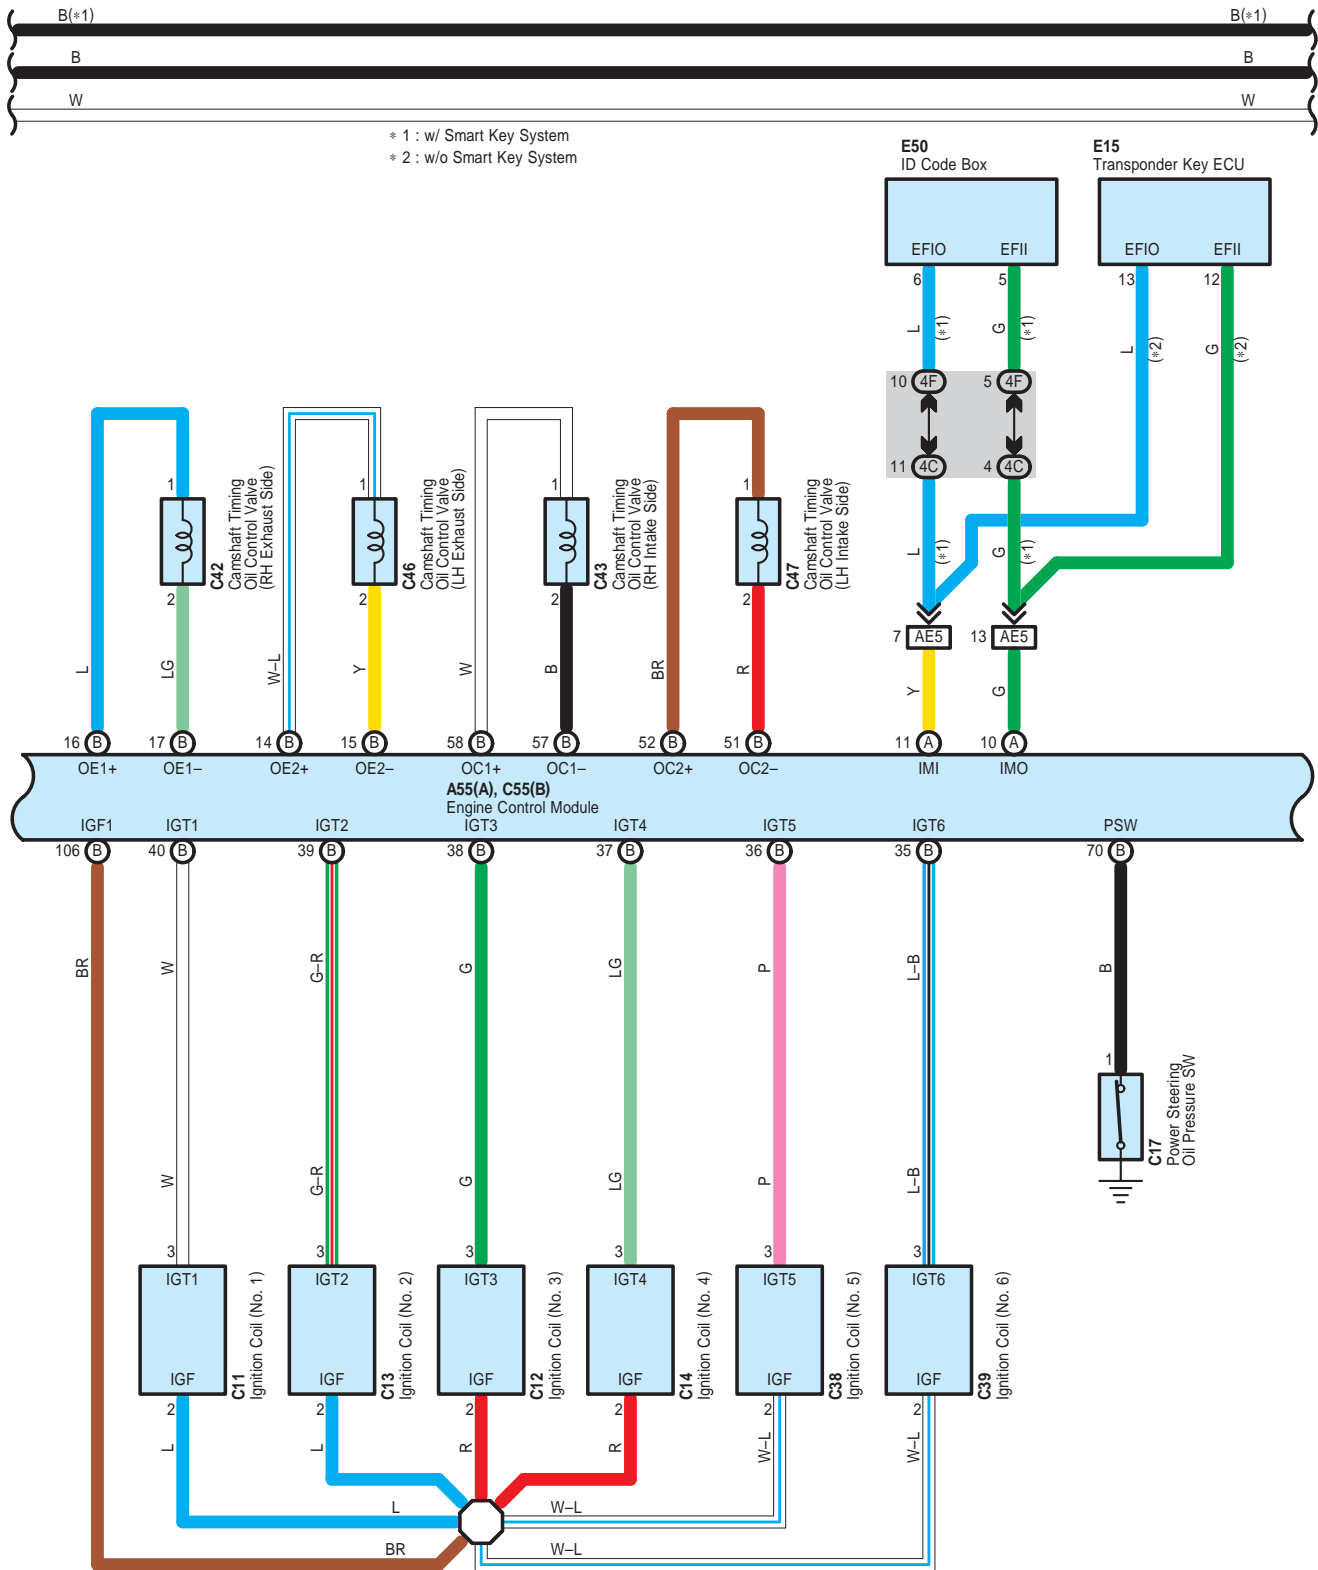 B(∗1) B(∗1)
B B
W W
∗ 1 : w/ Smart Key System
∗ 2 : w/o Smart Key System
E50
ID Code Box
E15
Transponder Key ECU
EFIO EFII EFIO EFII
6 5 13 12
L (∗1) G (∗1) L (∗2) G (∗2)
10 4F 5 4F
11 4C 4 4C
L (∗1) G (∗1)
7 AE5 13 AE5
Y G
1 1 1 1
C42
Camshaft Timing
Oil Control Valve
(RH Exhaust Side)
C46
Camshaft Timing
Oil Control Valve
(LH Exhaust Side)
C43
Camshaft Timing
Oil Control Valve
(RH Intake Side)
C47
Camshaft Timing
Oil Control Valve
(LH Intake Side)
2 2 2 2
L LG W–L Y W B BR R
16 B 17 B 14 B 15 B 58 B 57 B 52 B 51 B 11 A 10 A
OE1+ OE1– OE2+ OE2– OC1+ OC1– OC2+ OC2– IMI IMO
A55(A), C55(B)
Engine Control Module
IGF1 IGT1 IGT2 IGT3 IGT4 IGT5 IGT6 PSW
106 B 40 B 39 B 38 B 37 B 36 B 35 B 70 B
BR W G–R G LG P L–B B
1
C17
Power Steering
Oil Pressure SW
W G–R G LG P L–B
3 3 3 3 3 3
IGT1 IGT2 IGT3 IGT4 IGT5 IGT6
C11
Ignition Coil (No. 1)
C13
Ignition Coil (No. 2)
C12
Ignition Coil (No. 3)
C14
Ignition Coil (No. 4)
C38
Ignition Coil (No. 5)
C39
Ignition Coil (No. 6)
IGF IGF IGF IGF IGF IGF
2 2 2 2 2 2
L L R R W–L W–L
L W–L
BR W–L